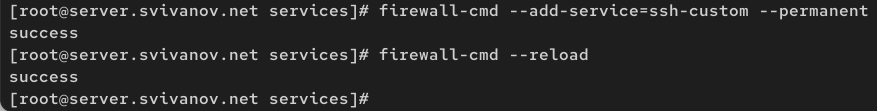 [root@server.svivanov.net services]# firewall-cmd --add-service=ssh-custom --permanent
success
[root@server.svivanov.net services]# firewall-cmd --reload
success
[root@server.svivanov.net services]#